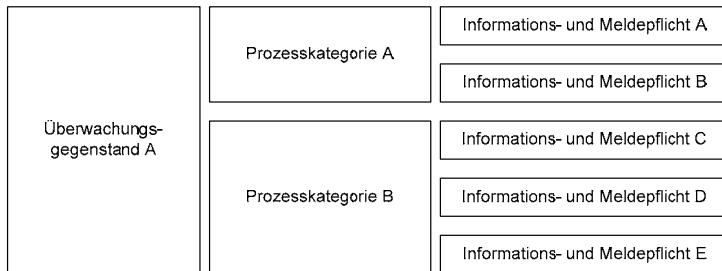 Überwachungs-
gegenstand A
Prozesskategorie A
Informations- und Meldepflicht A
Informations- und Meldepflicht B
Prozesskategorie B
Informations- und Meldepflicht C
Informations- und Meldepflicht D
Informations- und Meldepflicht E